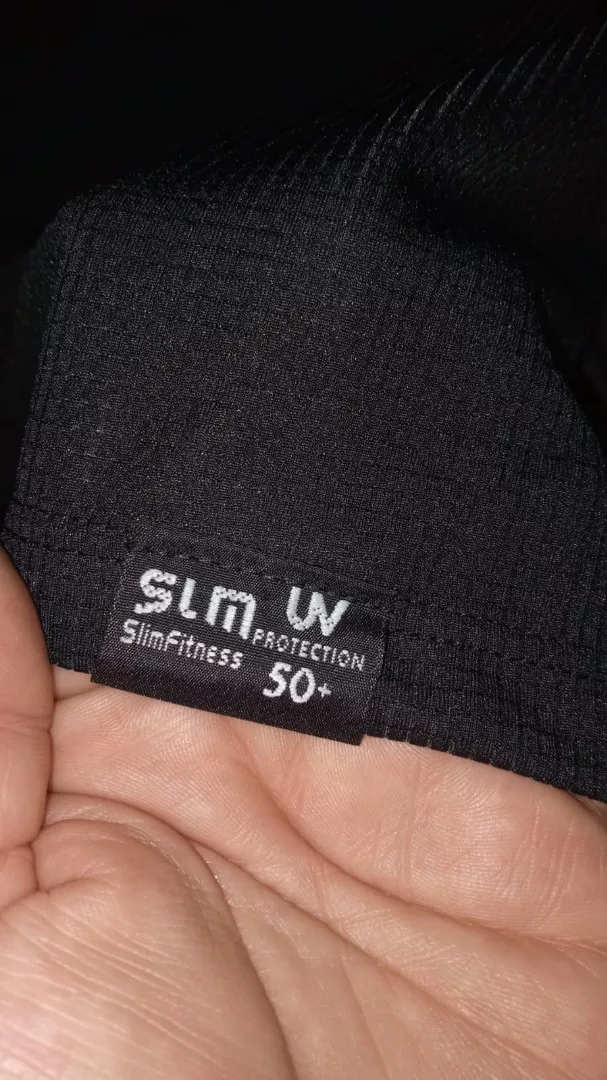 Slm UV
SlimFitness PROTECTION
50+